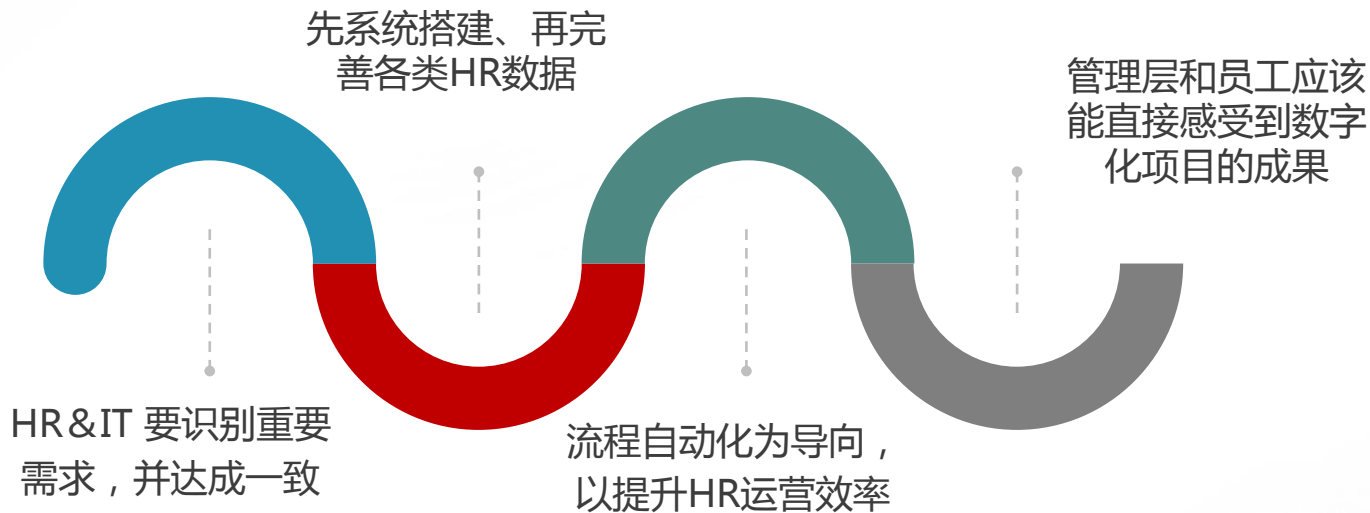 先系统搭建、再完
善各类HR数据
管理层和员工应该
能直接感受到数字
化项目的成果
HR&IT 要识别重要
需求，并达成一致
流程自动化为导向，
以提升HR运营效率